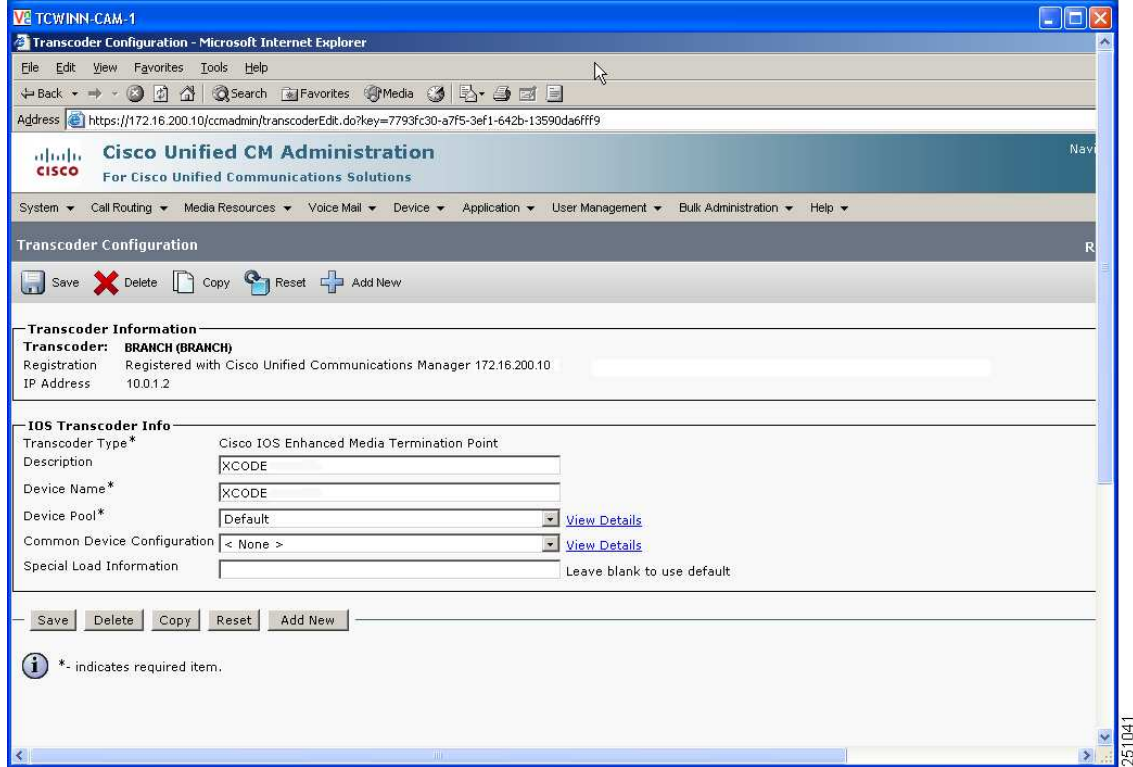 TCWINN-CAM-1
Transcoder Configuration - Microsoft Internet Explorer
File Edit View Favorites Tools Help
Back Search Favorites Media
Address https://172.16.200.10/ccmadmin/transcoderEdit.do?key=7793fc30-a7f5-3ef1-642b-13590da6fff9
CISCO
Cisco Unified CM Administration
Navi
For Cisco Unified Communications Solutions
System Call Routing Media Resources Voice Mail Device Application User Management Bulk Administration Help
Transcoder Configuration R
Save Delete Copy Reset Add New
Transcoder Information
Transcoder: BRANCH (BRANCH)
Registration Registered with Cisco Unified Communications Manager 172.16.200.10
IP Address 10.0.1.2
IOS Transcoder Info
Transcoder Type* Cisco IOS Enhanced Media Termination Point
Description XCODE
Device Name* XCODE
Device Pool* Default View Details
Common Device Configuration < None > View Details
Special Load Information Leave blank to use default
Save Delete Copy Reset Add New
*- indicates required item.
251041